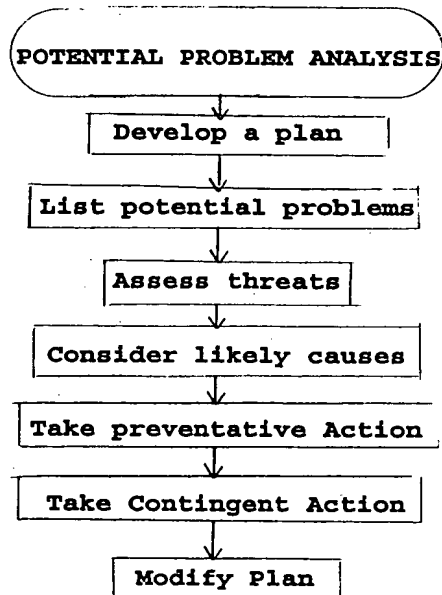 POTENTIAL PROBLEM ANALYSIS
Develop a plan
List potential problems
Assess threats
Consider likely causes
Take preventative Action
Take Contingent Action
Modify Plan